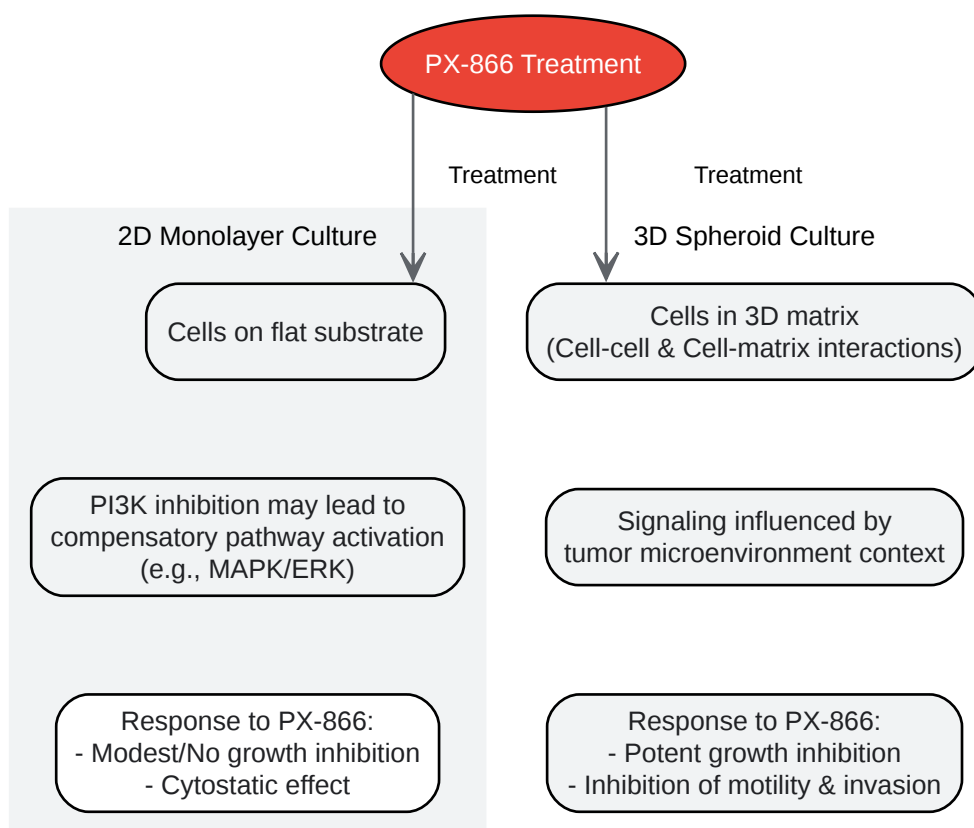 PX-866 Treatment
Treatment
Treatment
2D Monolayer Culture
3D Spheroid Culture
Cells on flat substrate
Cells in 3D matrix
(Cell-cell & Cell-matrix interactions)
PI3K inhibition may lead to
compensatory pathway activation
(e.g., MAPK/ERK)
Signaling influenced by
tumor microenvironment context
Response to PX-866:
- Modest/No growth inhibition
- Cytostatic effect
Response to PX-866:
- Potent growth inhibition
- Inhibition of motility & invasion